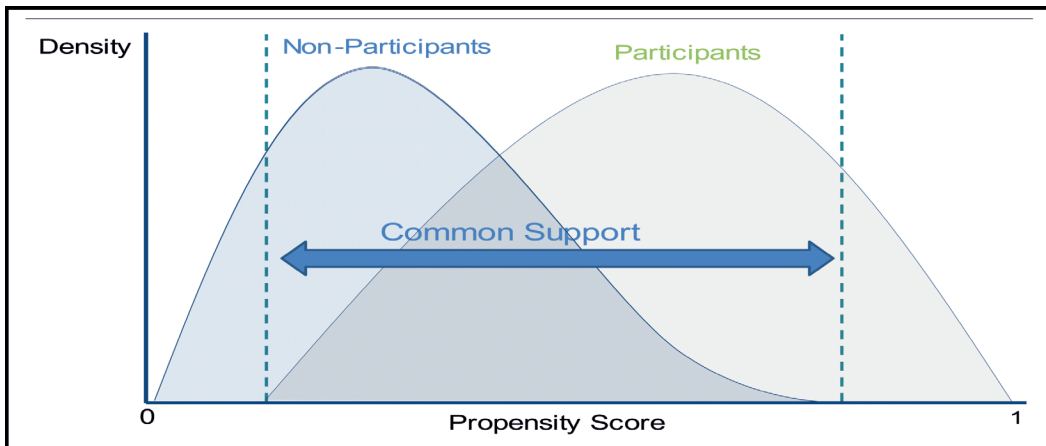 Density
Non-Participants
Participants
Common Support
0
Propensity Score
1